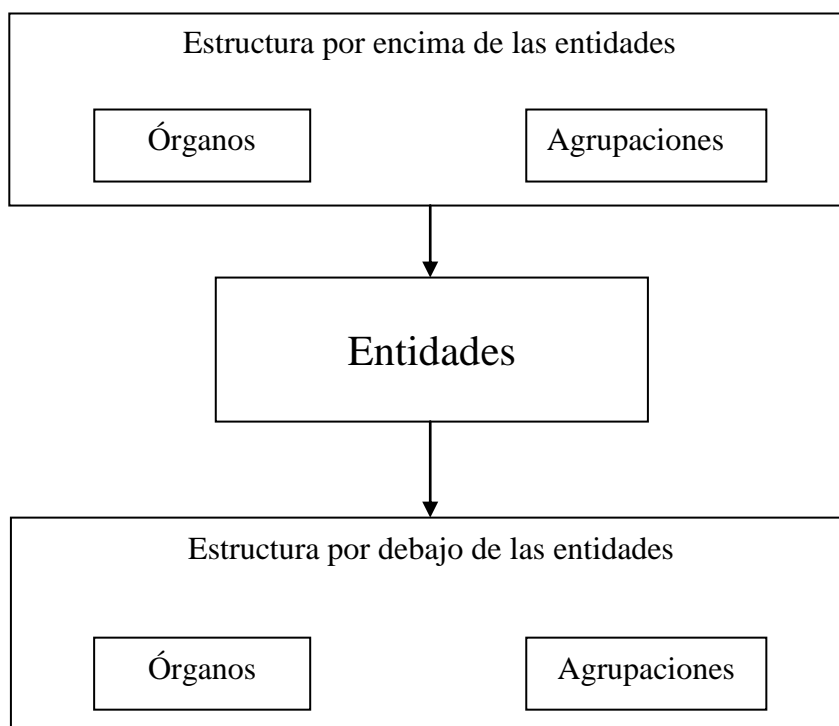 Estructura por encima de las entidades
Órganos
Agrupaciones
Entidades
Estructura por debajo de las entidades
Órganos
Agrupaciones